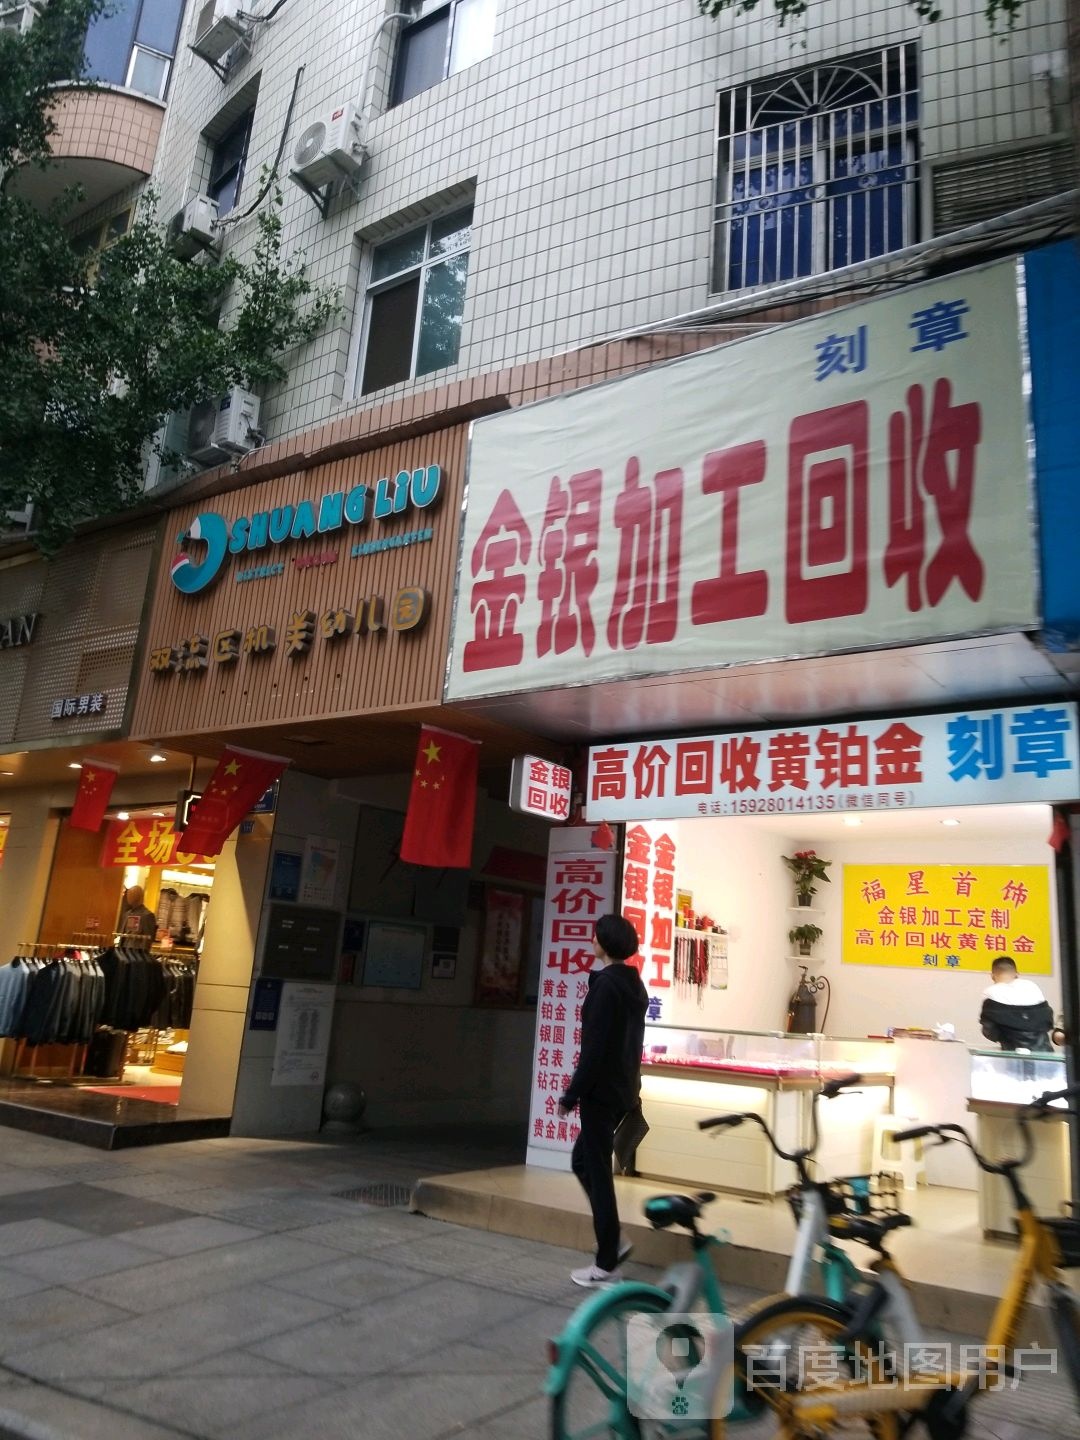 刻章
金银加工回收
SHUANG LIU
DISTRICT
KINDERGARTEN
双流区机关幼儿园
AN
国际男装
高价回收黄铂金 刻章
电话:15928014135(微信同号)
金银
回收
全场
高价回收
黄金
铂金
银圆
名表
钻石
贵金属
金银回收
金银加工
章
福星首饰
金银加工定制
高价回收黄铂金
刻章
百度地图用户